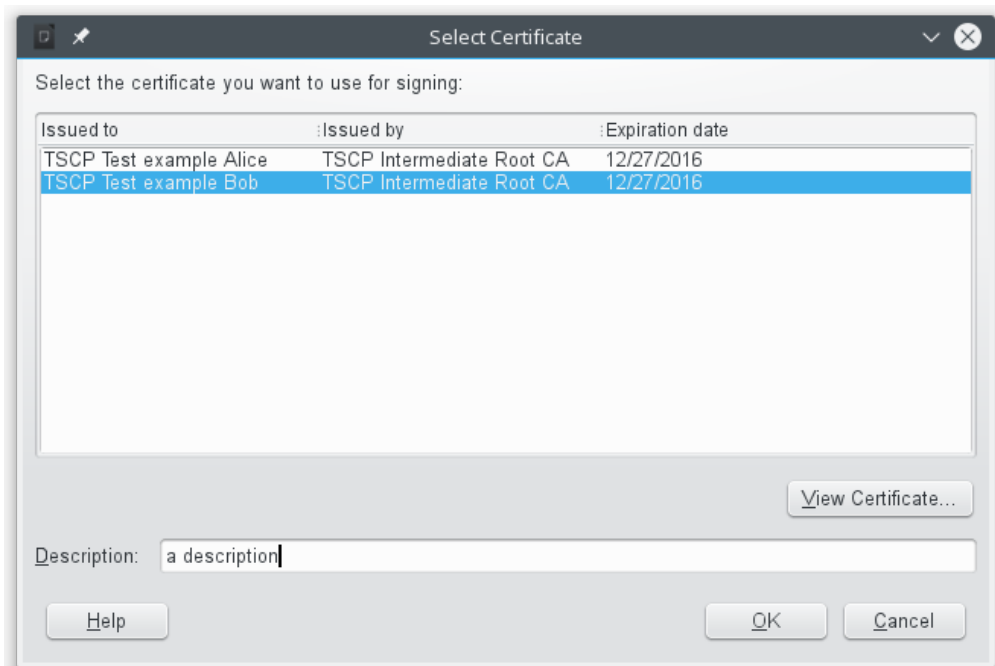 Select Certificate
Select the certificate you want to use for signing:
Issued to Issued by Expiration date
TSCP Test example Alice TSCP Intermediate Root CA 12/27/2016
TSCP Test example Bob TSCP Intermediate Root CA 12/27/2016
View Certificate...
Description: a description
Help OK Cancel